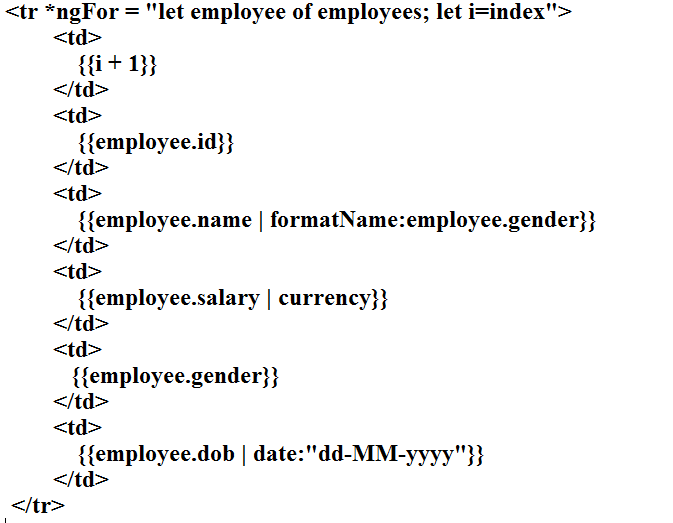 <tr *ngFor = "let employee of employees; let i=index">
<td>
{{i + 1}}
</td>
<td>
{{employee.id}}
</td>
<td>
{{employee.name | formatName:employee.gender}}
</td>
<td>
{{employee.salary | currency}}
</td>
<td>
{{employee.gender}}
</td>
<td>
{{employee.dob | date:"dd-MM-yyyy"}}
</td>
</tr>